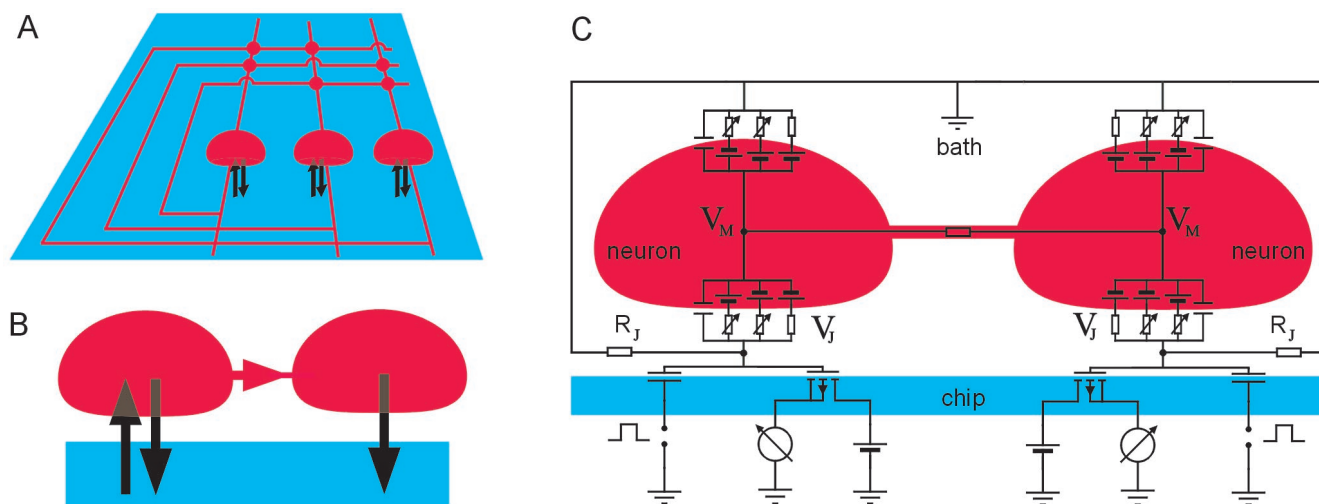 A
B
C
bath
V_M
V_M
neuron
neuron
R_J
V_J
V_J
R_J
chip